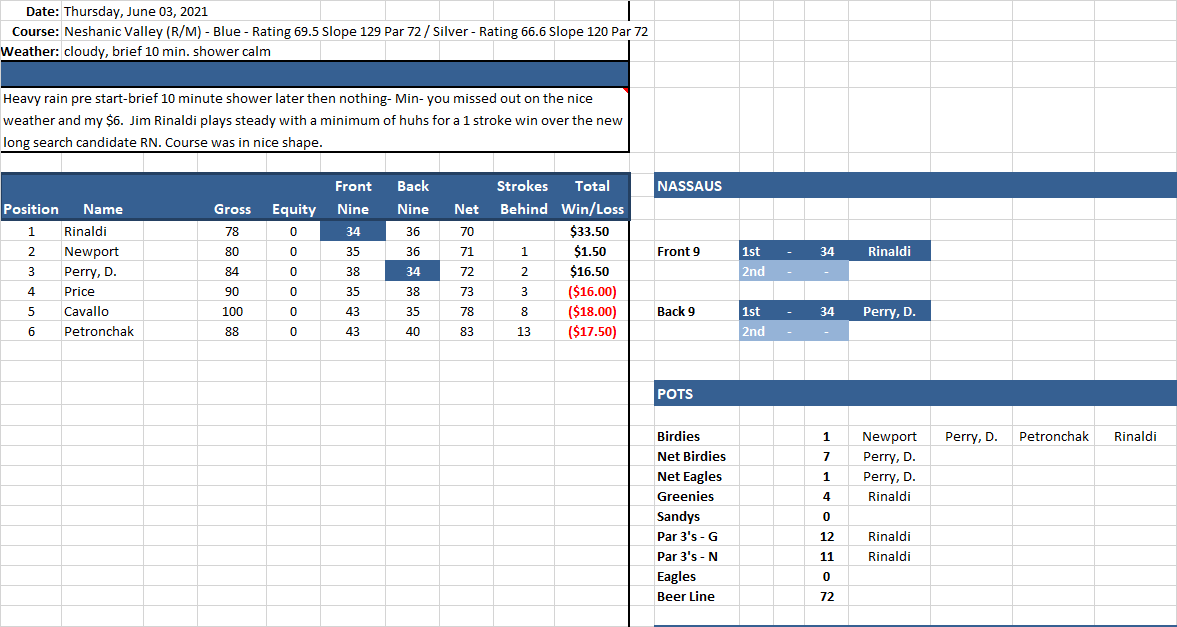 Date: Thursday, June 03, 2021
Course: Neshanic Valley (R/M) - Blue - Rating 69.5 Slope 129 Par 72 / Silver - Rating 66.6 Slope 120 Par 72
Weather: cloudy, brief 10 min. shower calm
Heavy rain pre start-brief 10 minute shower later then nothing- Min- you missed out on the nice
weather and my $6. Jim Rinaldi plays steady with a minimum of huhs for a 1 stroke win over the new
long search candidate RN. Course was in nice shape.
Front Back Strokes Total
Position Name Gross Equity Nine Nine Net Behind Win/Loss
1 Rinaldi 78 0 34 36 70 $33.50
2 Newport 80 0 35 36 71 1 $1.50
3 Perry, D. 84 0 38 34 72 2 $16.50
4 Price 90 0 35 38 73 3 ($16.00)
5 Cavallo 100 0 43 35 78 8 ($18.00)
6 Petronchak 88 0 43 40 83 13 ($17.50)
NASSAUS
Front 9 1st - 34 Rinaldi
2nd - -
Back 9 1st - 34 Perry, D.
2nd - -
POTS
Birdies 1 Newport Perry, D. Petronchak Rinaldi
Net Birdies 7 Perry, D.
Net Eagles 1 Perry, D.
Greenies 4 Rinaldi
Sandys 0
Par 3's - G 12 Rinaldi
Par 3's - N 11 Rinaldi
Eagles 0
Beer Line 72